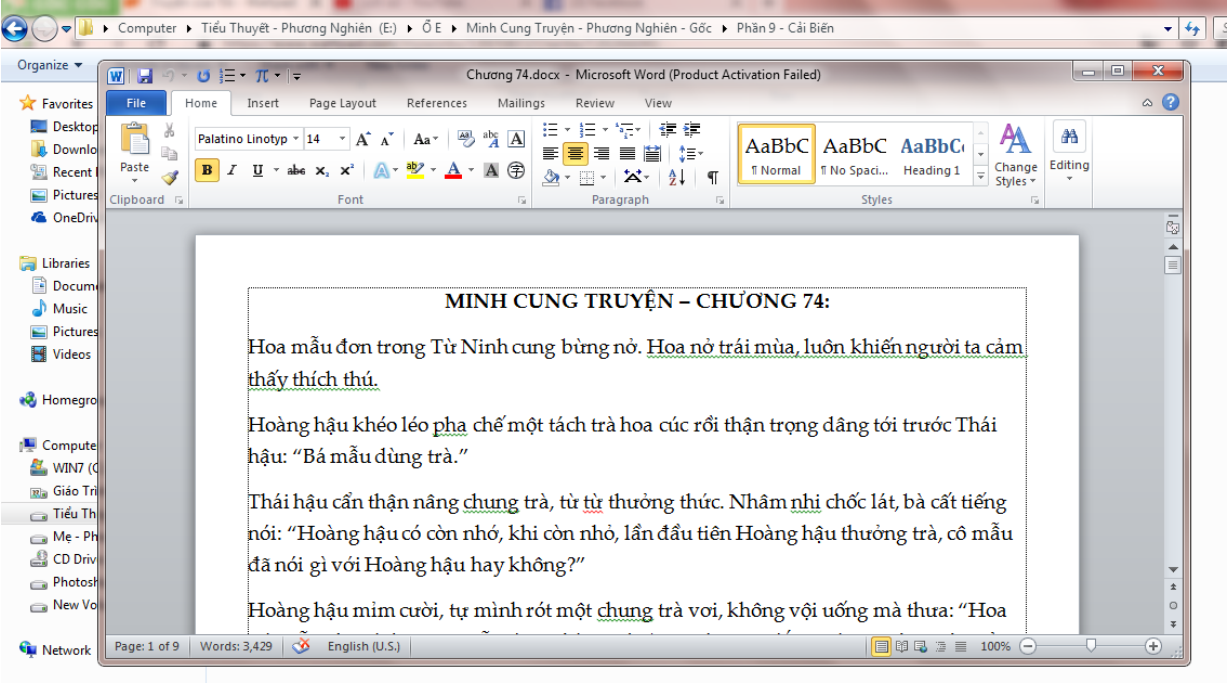 Computer ▸ Tiểu Thuyết - Phương Nghiên (E:) ▸ Ổ E ▸ Minh Cung Truyện - Phương Nghiên - Gốc ▸ Phần 9 - Cải Biến
Organize
Chương 74.docx - Microsoft Word (Product Activation Failed)
File Home Insert Page Layout References Mailings Review View
Palatino Linotyp 14
Paste
AaBbC AaBbC AaBbC
¶ Normal ¶ No Spaci... Heading 1
Change Styles
Editing
Clipboard Font Paragraph Styles
Favorites
Desktop
Recent
Pictures
Libraries
Music
Pictures
Videos
WIN7
Giáo
CD
Network
MINH CUNG TRUYỆN – CHƯƠNG 74:
Hoa mẫu đơn trong Từ Ninh cung bừng nở. Hoa nở trái mùa, luôn khiến người ta cảm
thấy thích thú.
Hoàng hậu khéo léo pha chế một tách trà hoa cúc rồi thận trọng dâng tới trước Thái
hậu: “Bá mẫu dùng trà.”
Thái hậu cẩn thận nâng chung trà, từ từ thưởng thức. Nhâm nhi chốc lát, bà cất tiếng
nói: “Hoàng hậu có còn nhớ, khi còn nhỏ, lần đầu tiên Hoàng hậu thưởng trà, cô mẫu
đã nói gì với Hoàng hậu hay không?”
Hoàng hậu mỉm cười, tự mình rót một chung trà vơi, không vội uống mà thưa: “Hoa
Page: 1 of 9 Words: 3,429 English (U.S.) 100%